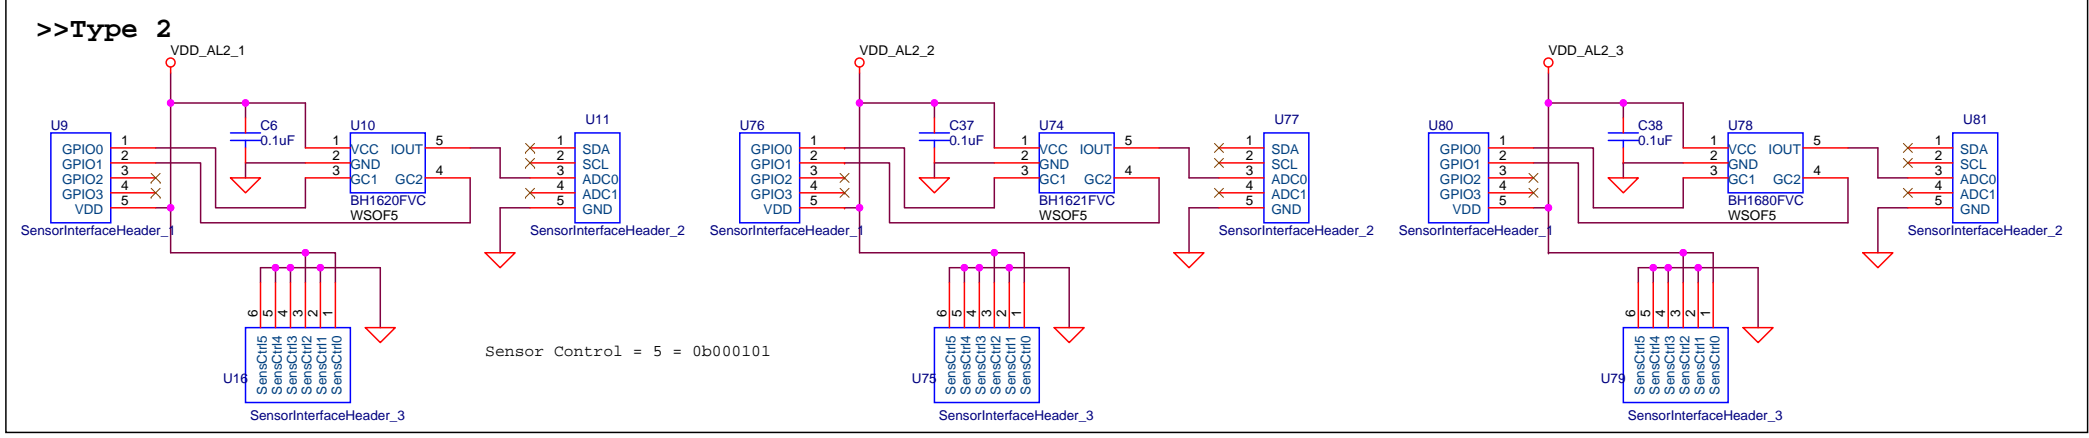 >>Type 2
VDD_AL2_1
U9
1
GPIO0
2
GPIO1
3
GPIO2
4
GPIO3
5
VDD
SensorInterfaceHeader_1
C6
0.1uF
U10
1
VCC
2
GND
3
GC1
IOUT
5
GC2
4
BH1620FVC
WSOF5
U11
1
SDA
2
SCL
3
ADC0
4
ADC1
5
GND
SensorInterfaceHeader_2
6
5
4
3
2
1
SensCtrl5
SensCtrl4
SensCtrl3
SensCtrl2
SensCtrl1
SensCtrl0
U16
SensorInterfaceHeader_3
Sensor Control = 5 = 0b000101
VDD_AL2_2
U76
1
GPIO0
2
GPIO1
3
GPIO2
4
GPIO3
5
VDD
SensorInterfaceHeader_1
C37
0.1uF
U74
1
VCC
2
GND
3
GC1
IOUT
5
GC2
4
BH1621FVC
WSOF5
U77
1
SDA
2
SCL
3
ADC0
4
ADC1
5
GND
SensorInterfaceHeader_2
6
5
4
3
2
1
SensCtrl5
SensCtrl4
SensCtrl3
SensCtrl2
SensCtrl1
SensCtrl0
U75
SensorInterfaceHeader_3
VDD_AL2_3
U80
1
GPIO0
2
GPIO1
3
GPIO2
4
GPIO3
5
VDD
SensorInterfaceHeader_1
C38
0.1uF
U78
1
VCC
2
GND
3
GC1
IOUT
5
GC2
4
BH1680FVC
WSOF5
U81
1
SDA
2
SCL
3
ADC0
4
ADC1
5
GND
SensorInterfaceHeader_2
6
5
4
3
2
1
SensCtrl5
SensCtrl4
SensCtrl3
SensCtrl2
SensCtrl1
SensCtrl0
U79
SensorInterfaceHeader_3